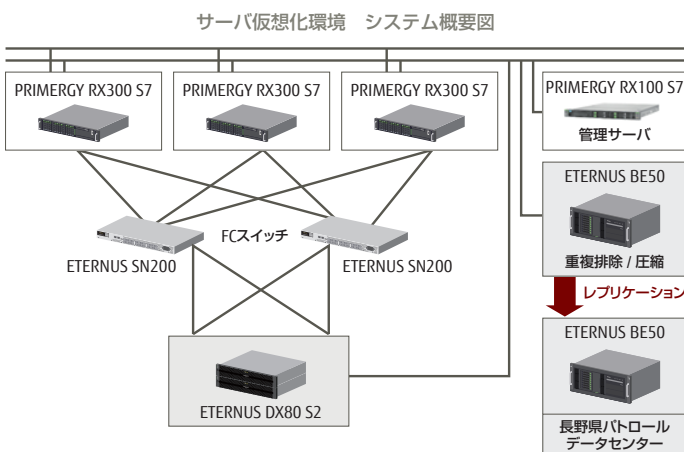 サーバ仮想化環境　システム概要図
PRIMERGY RX300 S7
PRIMERGY RX300 S7
PRIMERGY RX300 S7
PRIMERGY RX100 S7
管理サーバ
ETERNUS BE50
重複排除 / 圧縮
FCスイッチ
ETERNUS SN200
ETERNUS SN200
レプリケーション
ETERNUS BE50
ETERNUS DX80 S2
長野県パトロール
データセンター